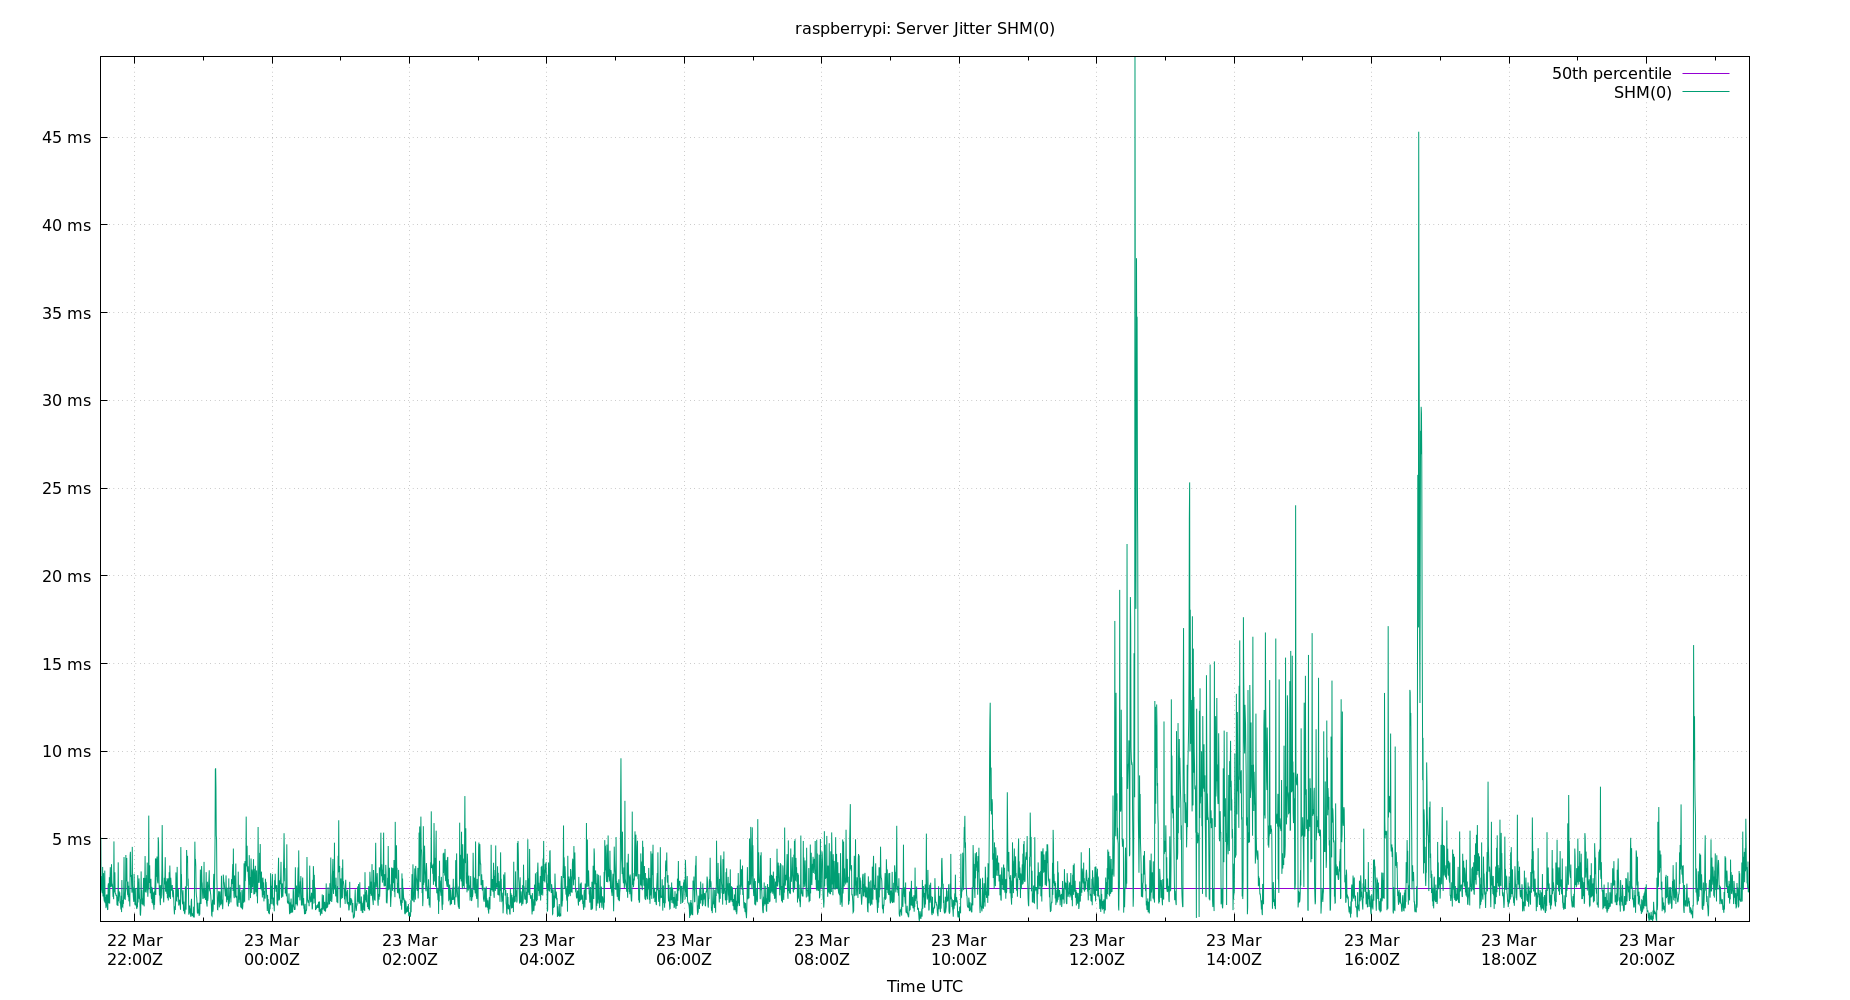 raspberrypi: Server Jitter SHM(0)
50th percentile
SHM(0)
45 ms
40 ms
35 ms
30 ms
25 ms
20 ms
15 ms
10 ms
5 ms
22 Mar 23 Mar 23 Mar 23 Mar 23 Mar 23 Mar 23 Mar 23 Mar 23 Mar 23 Mar 23 Mar 23 Mar
22:00Z 00:00Z 02:00Z 04:00Z 06:00Z 08:00Z 10:00Z 12:00Z 14:00Z 16:00Z 18:00Z 20:00Z
Time UTC